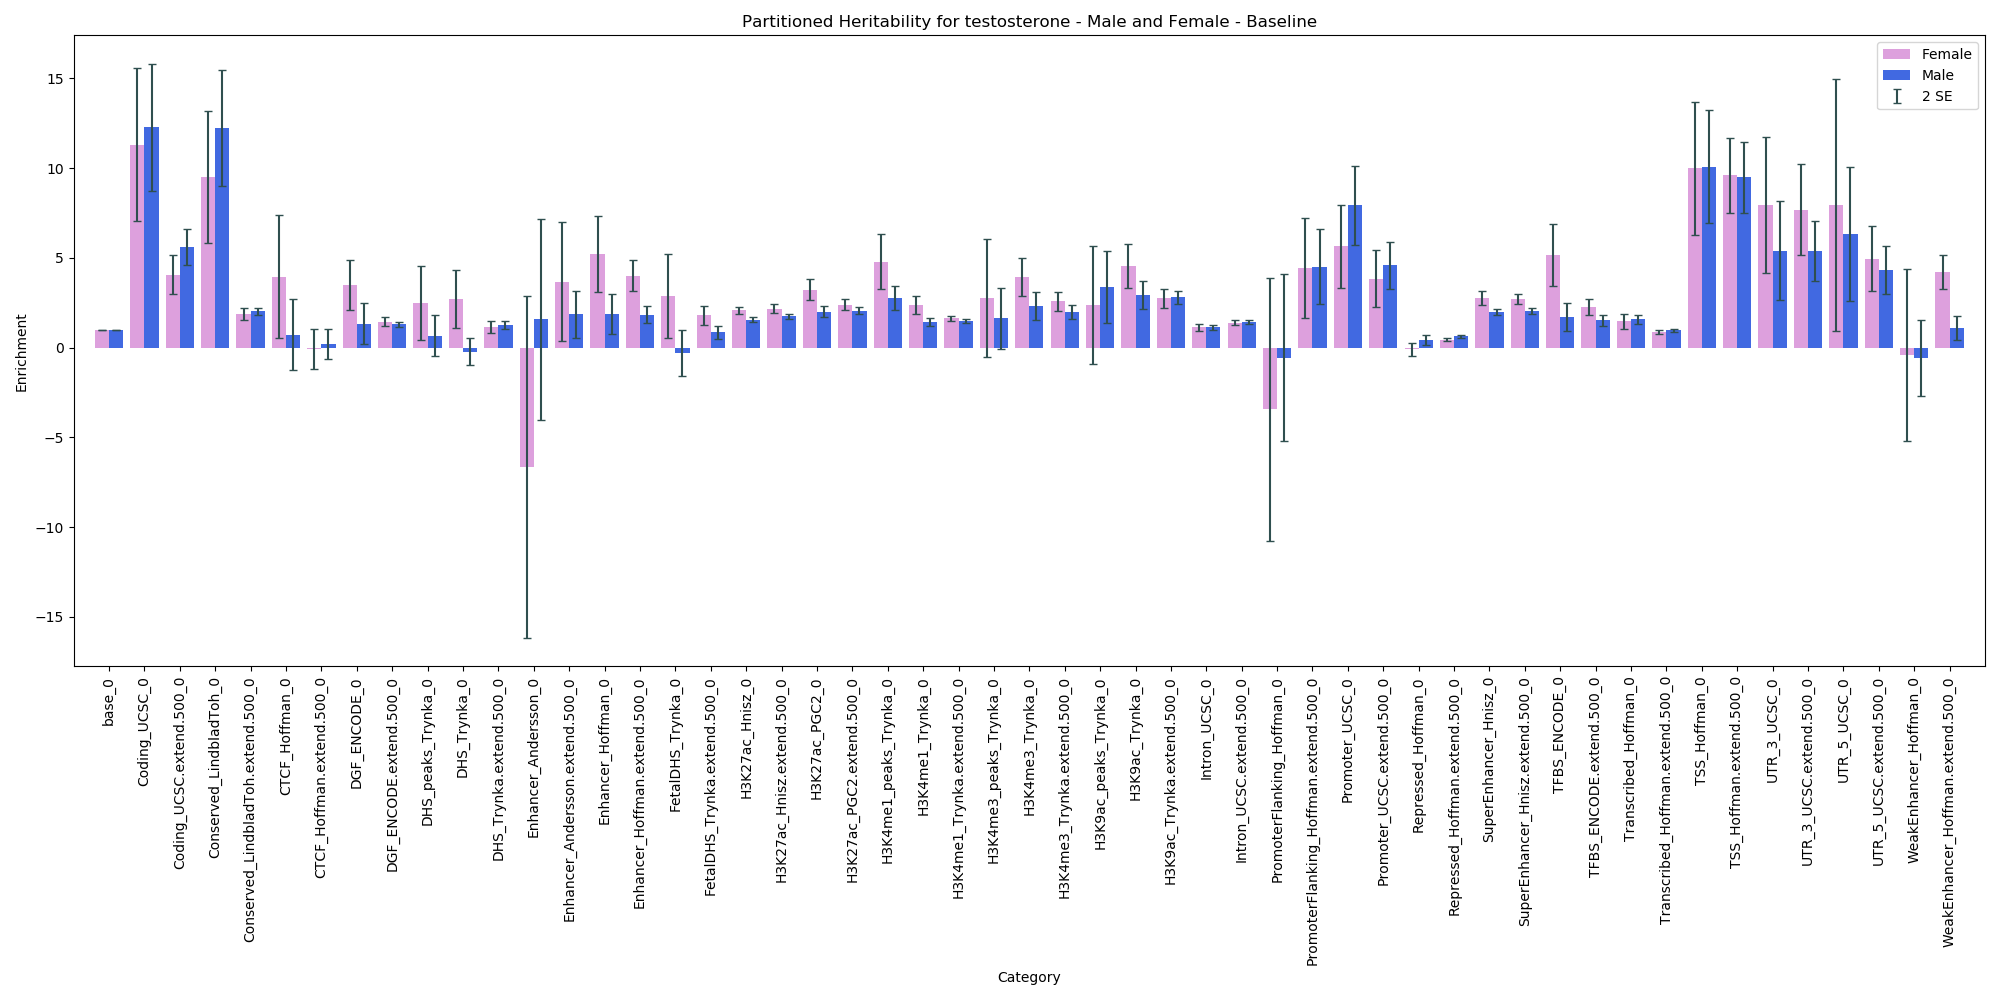 Partitioned Heritability for testosterone - Male and Female - Baseline
Female
Male
2 SE
Enrichment
15
10
5
0
−5
−10
−15
base_0
Coding_UCSC_0
Coding_UCSC.extend.500_0
Conserved_LindbladToh_0
Conserved_LindbladToh.extend.500_0
CTCF_Hoffman_0
CTCF_Hoffman.extend.500_0
DGF_ENCODE_0
DGF_ENCODE.extend.500_0
DHS_peaks_Trynka_0
DHS_Trynka_0
DHS_Trynka.extend.500_0
Enhancer_Andersson_0
Enhancer_Andersson.extend.500_0
Enhancer_Hoffman_0
Enhancer_Hoffman.extend.500_0
FetalDHS_Trynka_0
FetalDHS_Trynka.extend.500_0
H3K27ac_Hnisz_0
H3K27ac_Hnisz.extend.500_0
H3K27ac_PGC2_0
H3K27ac_PGC2.extend.500_0
H3K4me1_peaks_Trynka_0
H3K4me1_Trynka_0
H3K4me1_Trynka.extend.500_0
H3K4me3_peaks_Trynka_0
H3K4me3_Trynka_0
H3K4me3_Trynka.extend.500_0
H3K9ac_peaks_Trynka_0
H3K9ac_Trynka_0
H3K9ac_Trynka.extend.500_0
Intron_UCSC_0
Intron_UCSC.extend.500_0
PromoterFlanking_Hoffman_0
PromoterFlanking_Hoffman.extend.500_0
Promoter_UCSC_0
Promoter_UCSC.extend.500_0
Repressed_Hoffman_0
Repressed_Hoffman.extend.500_0
SuperEnhancer_Hnisz_0
SuperEnhancer_Hnisz.extend.500_0
TFBS_ENCODE_0
TFBS_ENCODE.extend.500_0
Transcribed_Hoffman_0
Transcribed_Hoffman.extend.500_0
TSS_Hoffman_0
TSS_Hoffman.extend.500_0
UTR_3_UCSC_0
UTR_3_UCSC.extend.500_0
UTR_5_UCSC_0
UTR_5_UCSC.extend.500_0
WeakEnhancer_Hoffman_0
WeakEnhancer_Hoffman.extend.500_0
Category